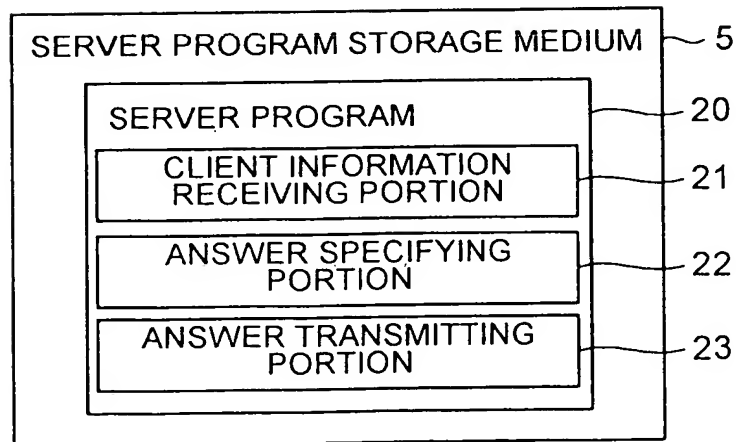 SERVER PROGRAM STORAGE MEDIUM 5
SERVER PROGRAM 20
CLIENT INFORMATION
RECEIVING PORTION 21
ANSWER SPECIFYING
PORTION 22
ANSWER TRANSMITTING
PORTION 23